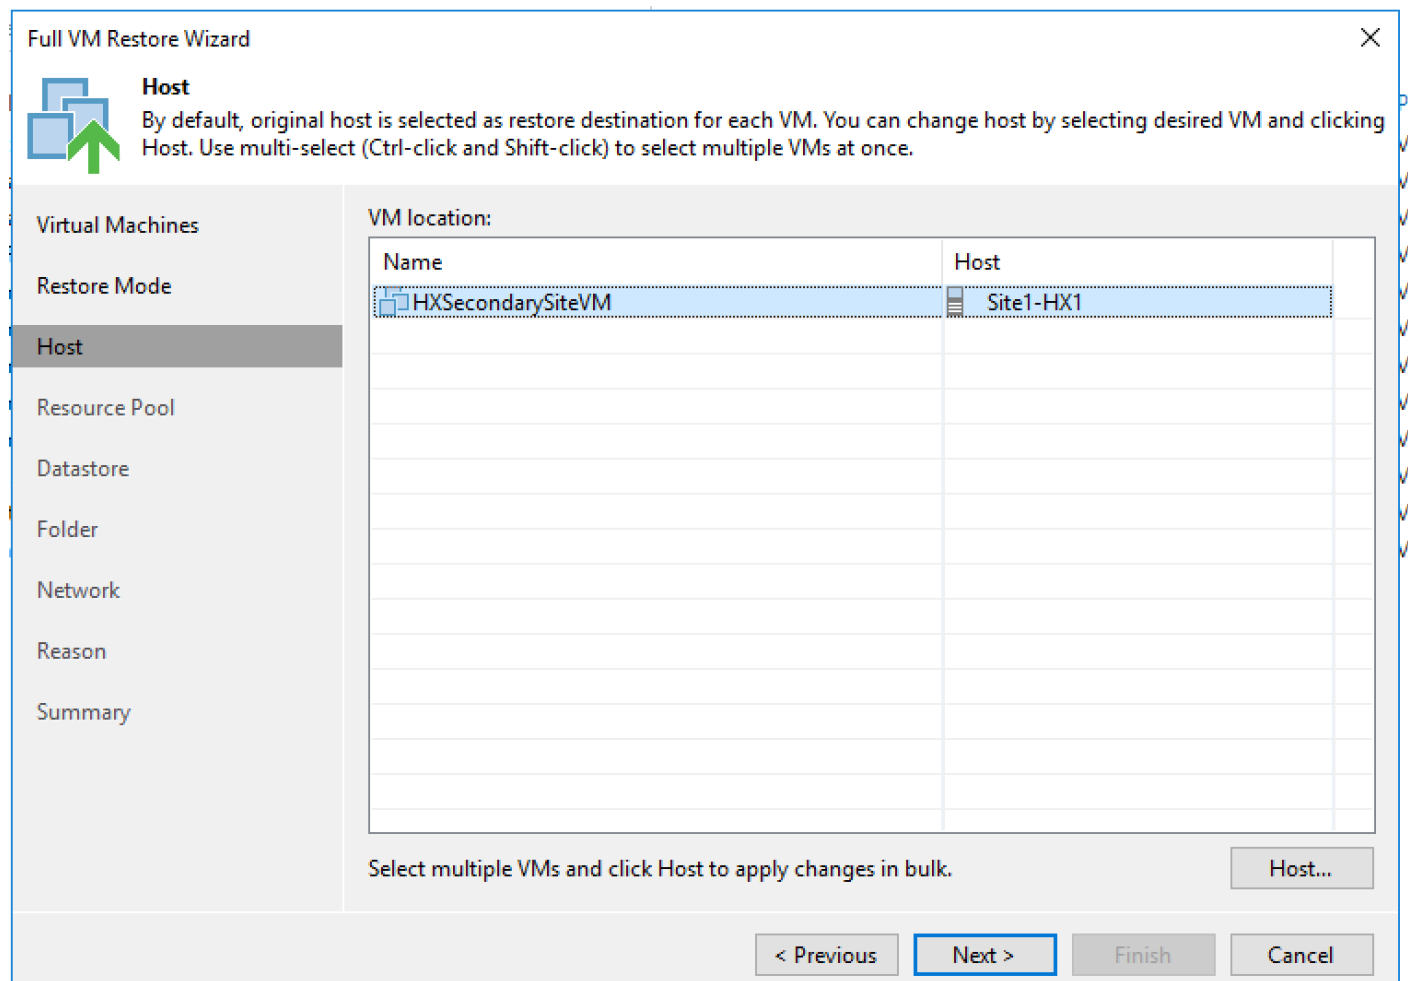 Full VM Restore Wizard
Host
By default, original host is selected as restore destination for each VM. You can change host by selecting desired VM and clicking
Host. Use multi-select (Ctrl-click and Shift-click) to select multiple VMs at once.
Virtual Machines
Restore Mode
Host
Resource Pool
Datastore
Folder
Network
Reason
Summary
VM location:
Name Host
HXSecondarySiteVM Site1-HX1
Select multiple VMs and click Host to apply changes in bulk.
Host...
< Previous Next > Finish Cancel